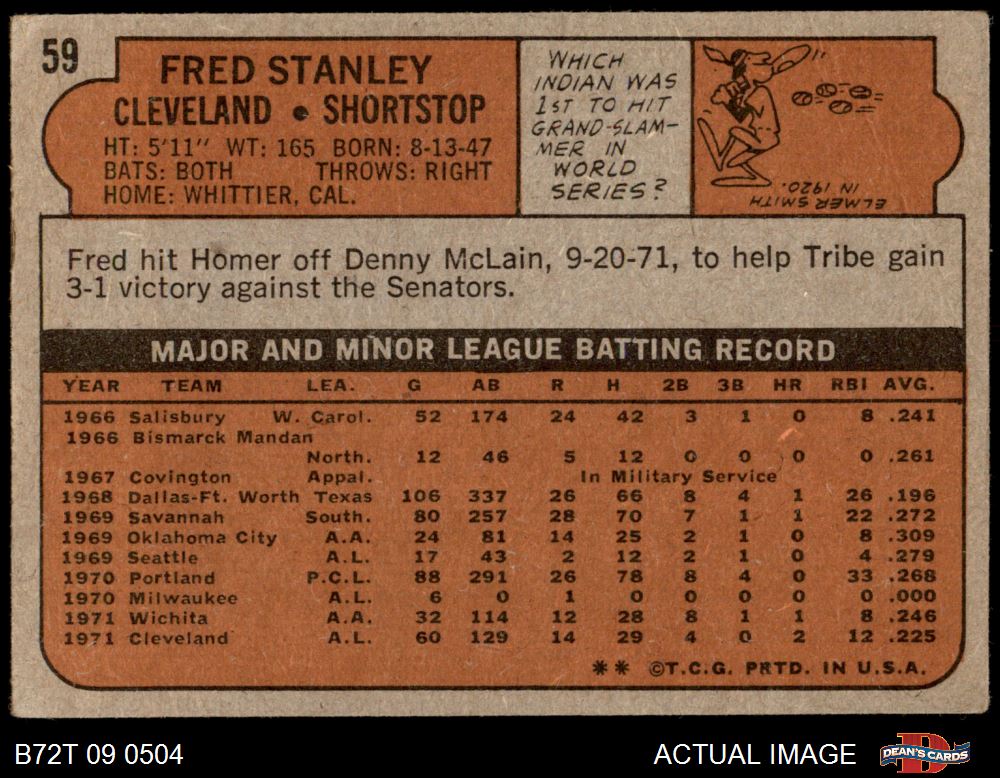 59
FRED STANLEY
CLEVELAND • SHORTSTOP
HT: 5'11" WT: 165 BORN: 8-13-47
BATS: BOTH THROWS: RIGHT
HOME: WHITTIER, CAL.
WHICH
INDIAN WAS
1ST TO HIT
GRAND-SLAM-
MER IN
WORLD
SERIES?
ELMER SMITH
IN 1920.
Fred hit Homer off Denny McLain, 9-20-71, to help Tribe gain
3-1 victory against the Senators.
MAJOR AND MINOR LEAGUE BATTING RECORD
YEAR TEAM LEA. G AB R H 2B 3B HR RBI AVG.
1966 Salisbury W. Carol. 52 174 24 42 3 1 0 8 .241
1966 Bismarck Mandan
North. 12 46 5 12 0 0 0 0 .261
1967 Covington Appal. In Military Service
1968 Dallas-Ft. Worth Texas 106 337 26 66 8 4 1 26 .196
1969 Savannah South. 80 257 28 70 7 1 1 22 .272
1969 Oklahoma City A.A. 24 81 14 25 2 1 0 8 .309
1969 Seattle A.L. 17 43 2 12 2 1 0 4 .279
1970 Portland P.C.L. 88 291 26 78 8 4 0 33 .268
1970 Milwaukee A.L. 6 0 1 0 0 0 0 0 .000
1971 Wichita A.A. 32 114 12 28 8 1 1 8 .246
1971 Cleveland A.L. 60 129 14 29 4 0 2 12 .225
** ©T.C.G. PRTD. IN U.S.A.
B72T 09 0504
ACTUAL IMAGE
DEAN'S CARDS